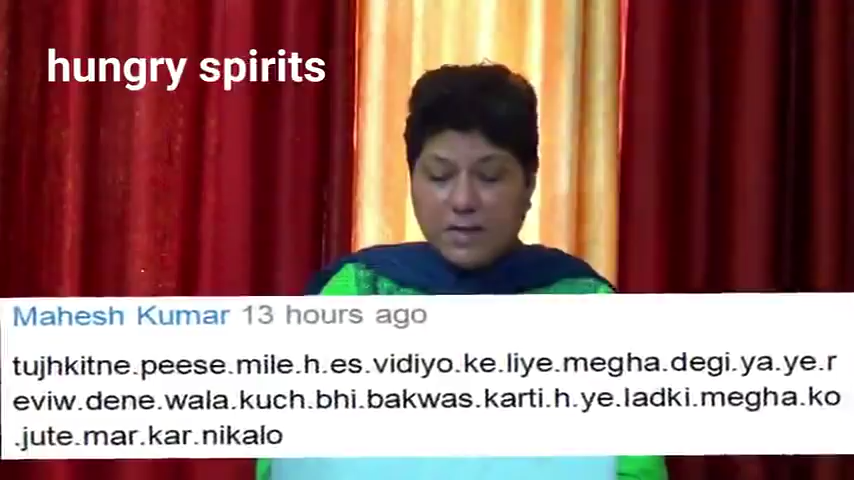 hungry spirits
Mahesh Kumar 13 hours ago
tujhkitne.peese.mile.h.es.vidiyo.ke.liye.megha.degi.ya.ye.r
eviw.dene.wala.kuch.bhi.bakwas.karti.h.ye.ladki.megha.ko
.jute.mar.kar.nikalo